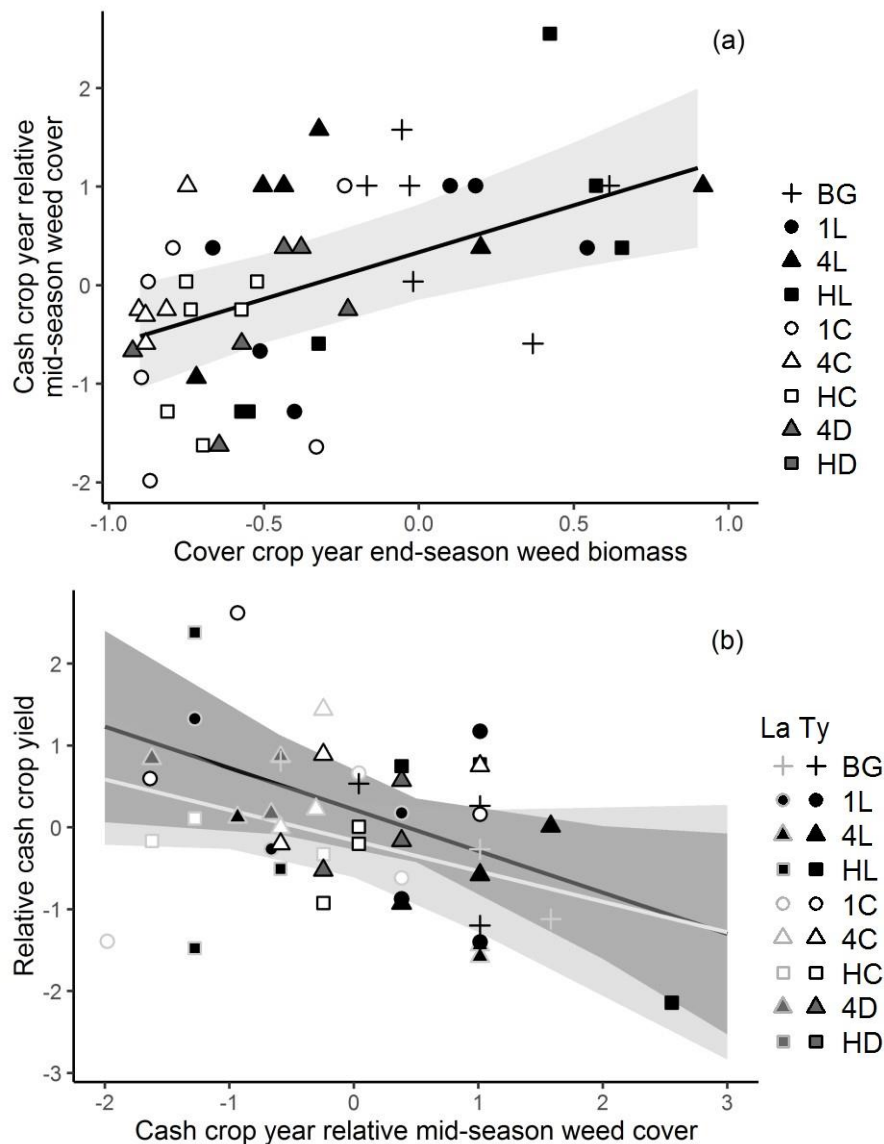 (a)
Cash crop year relative
mid-season weed cover
2
1
0
-1
-2
-1.0
-0.5
0.0
0.5
1.0
Cover crop year end-season weed biomass
BG
1L
4L
HL
1C
4C
HC
4D
HD
(b)
Relative cash crop yield
2
1
0
-1
-2
-3
-2
-1
0
1
2
3
Cash crop year relative mid-season weed cover
La Ty
BG
1L
4L
HL
1C
4C
HC
4D
HD